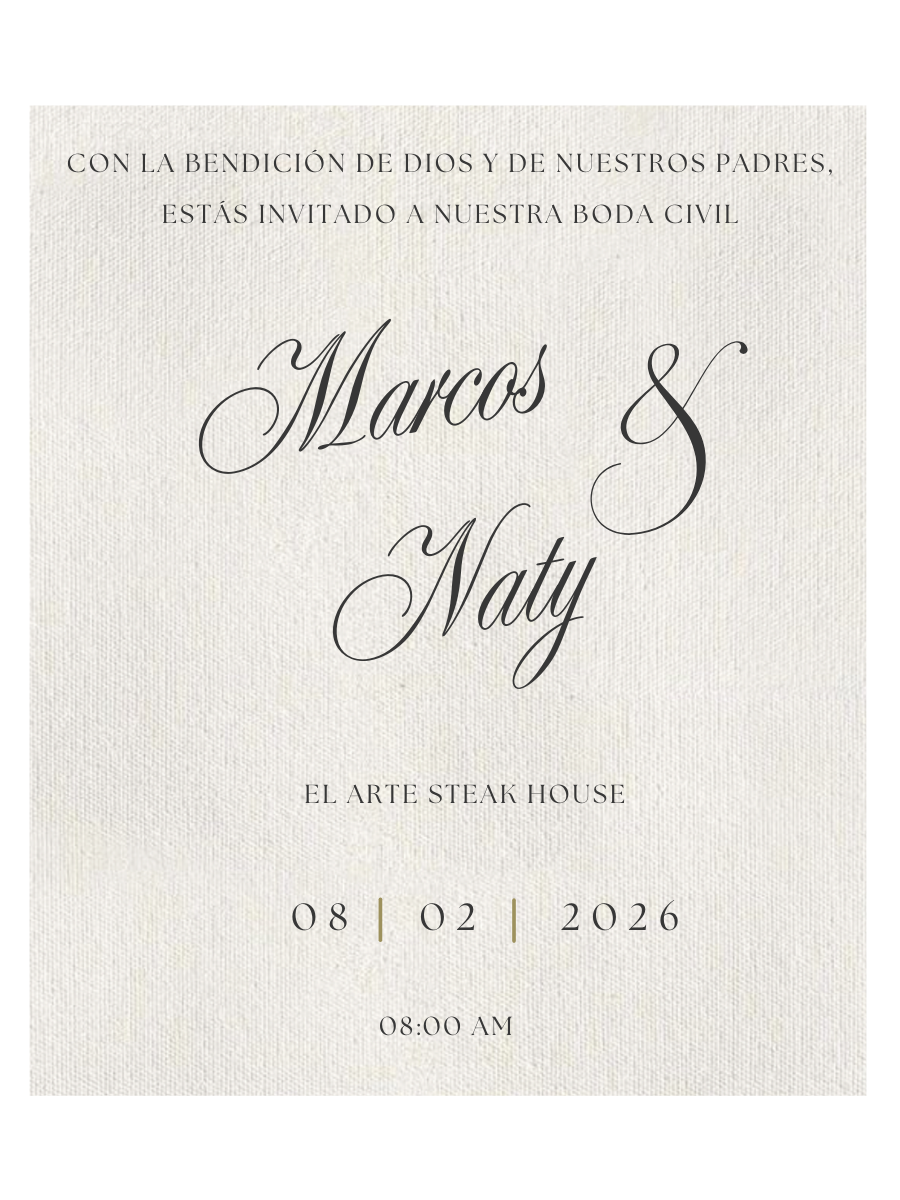 CON LA BENDICIÓN DE DIOS Y DE NUESTROS PADRES,
ESTÁS INVITADO A NUESTRA BODA CIVIL
Marcos &
Naty
EL ARTE STEAK HOUSE
08 | 02 | 2026
08:00 AM